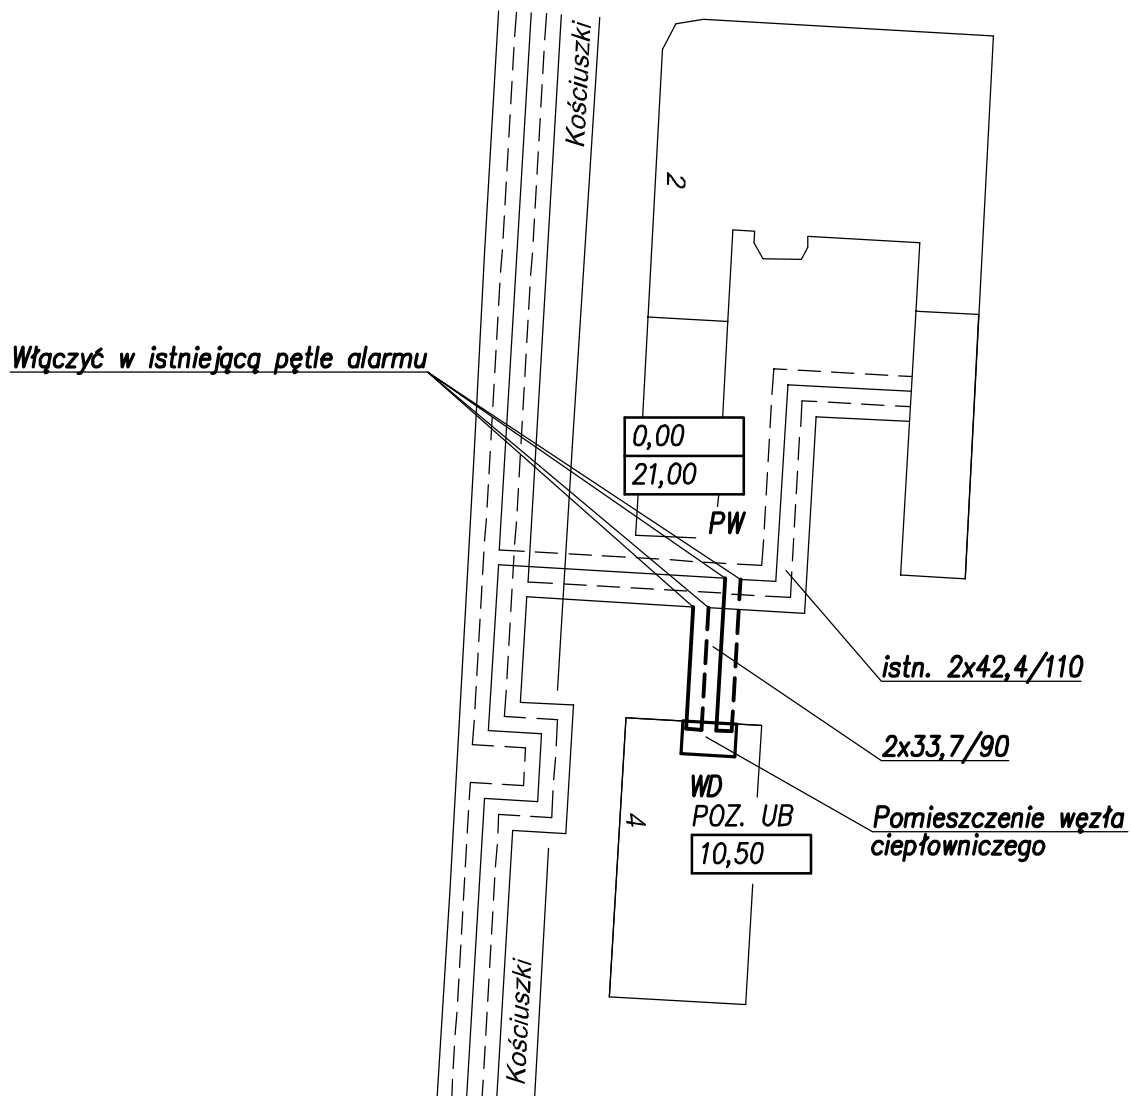 Kościuszki
2
Włączyć w istniejącą pętle alarmu
0,00
21,00
PW
istn. 2x42,4/110
2x33,7/90
WD
POZ. UB
10,50
4
Pomieszczenie węzła
ciepłowniczego
Kościuszki